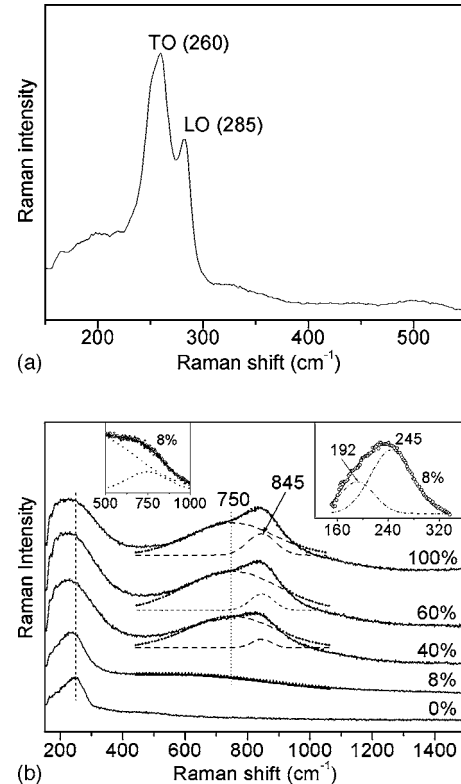 TO (260)
LO (285)
Raman intensity
200 300 400 500
(a) Raman shift (cm-1)
8%
500 750 1000
750
845
192
245
8%
160 240 320
100%
60%
40%
8%
0%
Raman Intensity
200 400 600 800 1000 1200 1400
(b) Raman shift (cm-1)